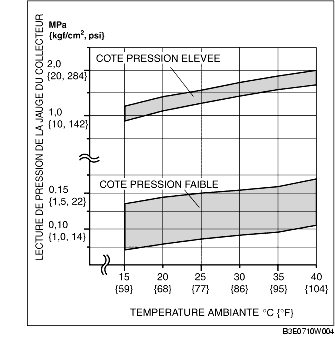 MPa
{kgf/cm², psi}
LECTURE DE PRESSION DE LA JAUGE DU COLLECTEUR
COTE PRESSION ELEVEE
2,0
{20, 284}
1,0
{10, 142}
COTE PRESSION FAIBLE
0,15
{1,5, 22}
0,10
{1,0, 14}
15 20 25 30 35 40
{59} {68} {77} {86} {95} {104}
TEMPERATURE AMBIANTE °C {°F}
B3E0710W004